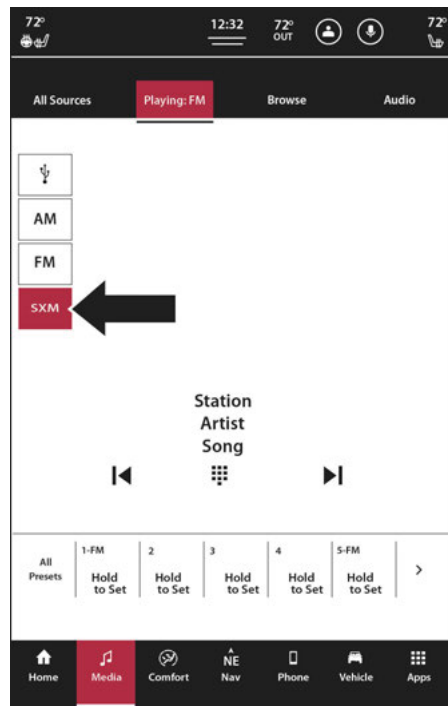 72° 12:32 72° 72°
OUT
All Sources Playing: FM Browse Audio
AM
FM
SXM
Station
Artist
Song
All
Presets
1-FM 2 3 4 5-FM
Hold Hold Hold Hold Hold
to Set to Set to Set to Set to Set
NE
Home Media Comfort Nav Phone Vehicle Apps